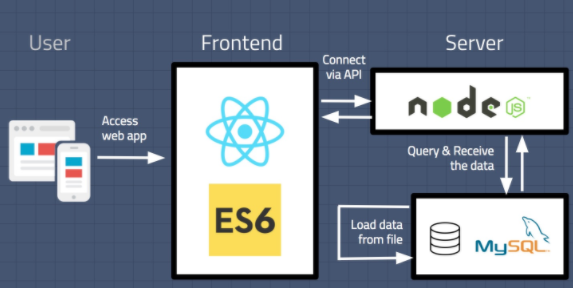 User
Frontend
Server
Connect
via API
node
JS
Access
web app
Query & Receive
the data
ES6
Load data
from file
MySQL